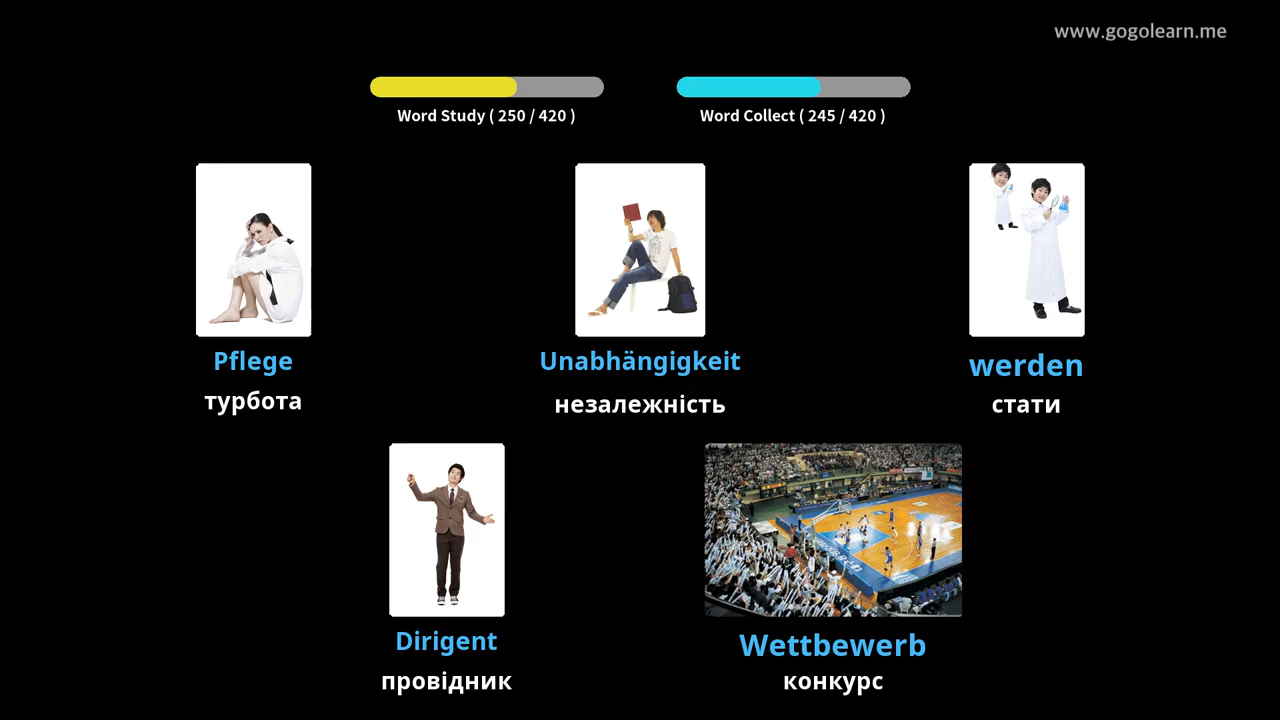 www.gogolearn.me
Word Study ( 250 / 420 )
Word Collect ( 245 / 420 )
Pflege
турбота
Unabhängigkeit
незалежність
werden
стати
Dirigent
провідник
Wettbewerb
конкурс